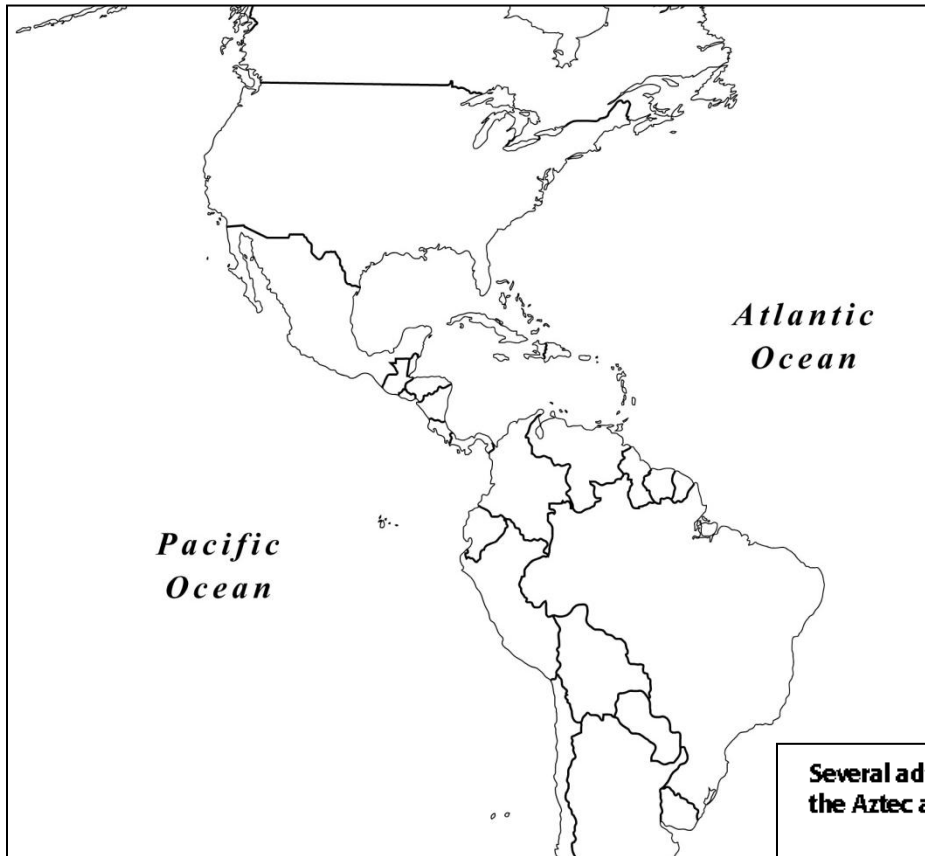 Atlantic
Ocean
Pacific
Ocean
Several ad
the Aztec a